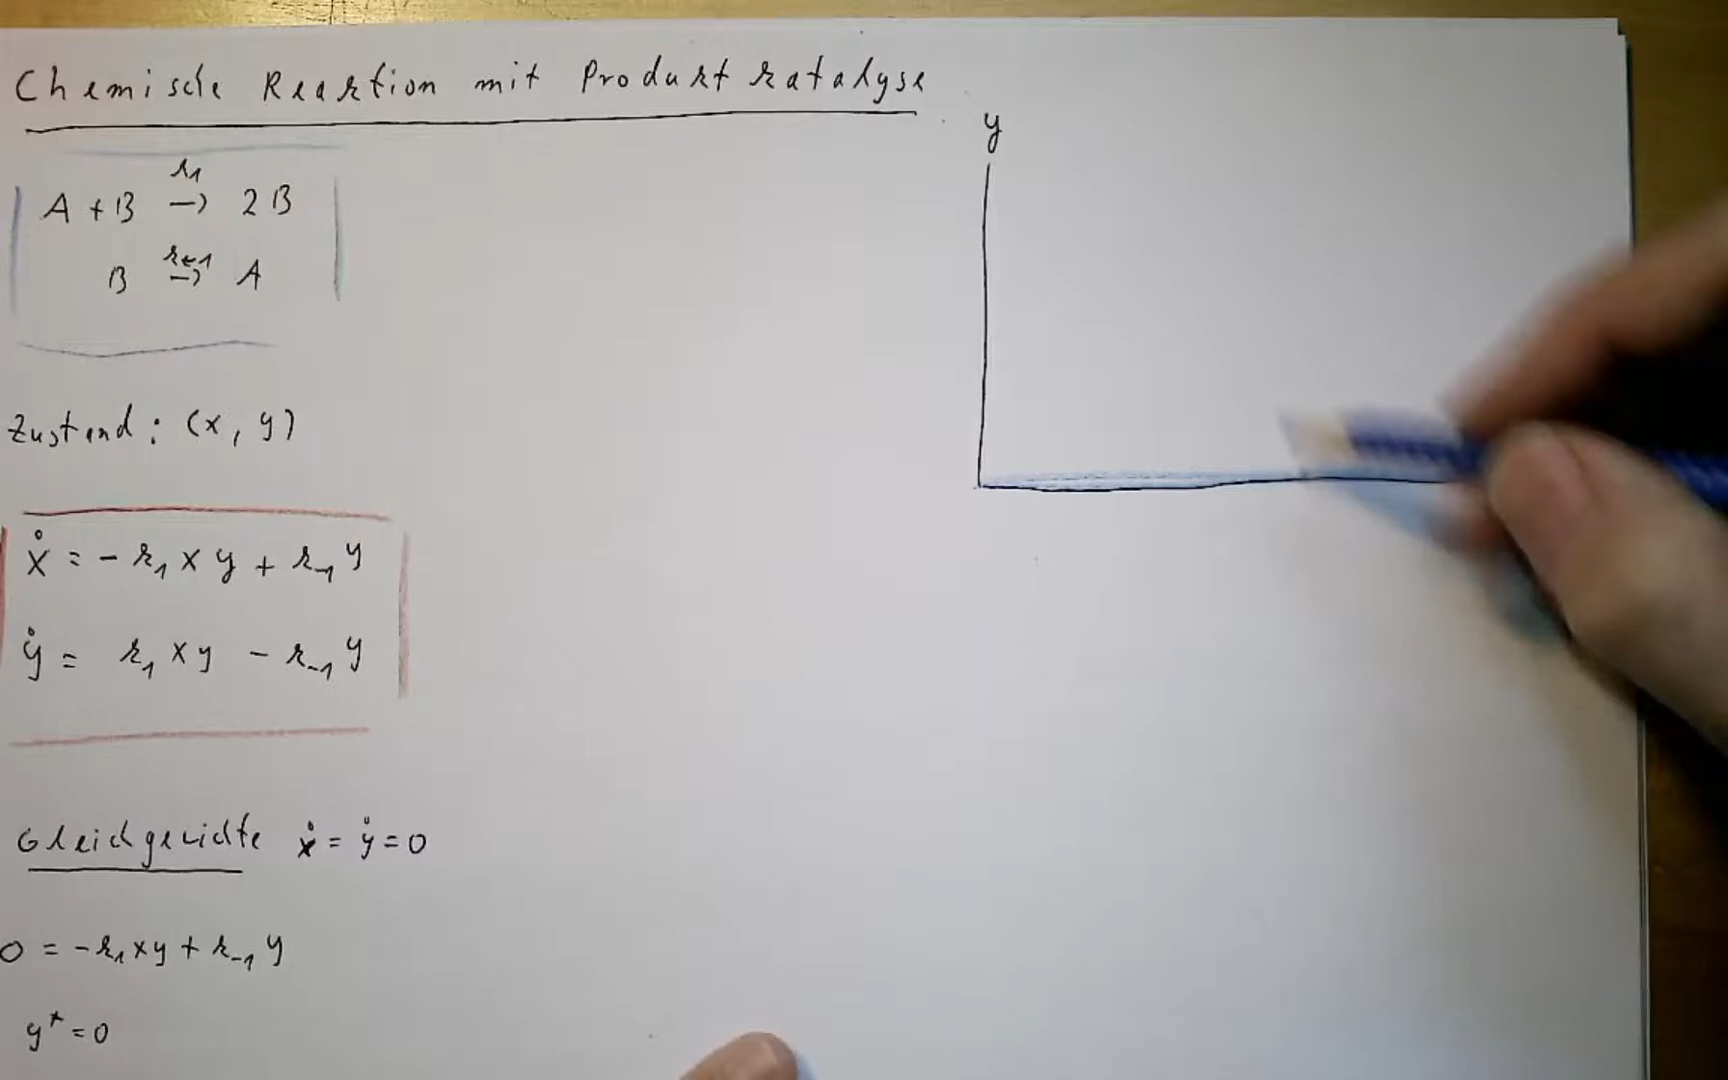 Chemische Reaktion mit Produktkatalyse
k₁
A + B → 2B
k₋₁
B → A
Zustand: (x, y)
ẋ = - k₁ x y + k₋₁ y
ẏ = k₁ x y - k₋₁ y
Gleichgewichte ẋ = ẏ = 0
0 = - k₁ x y + k₋₁ y
y* = 0
y